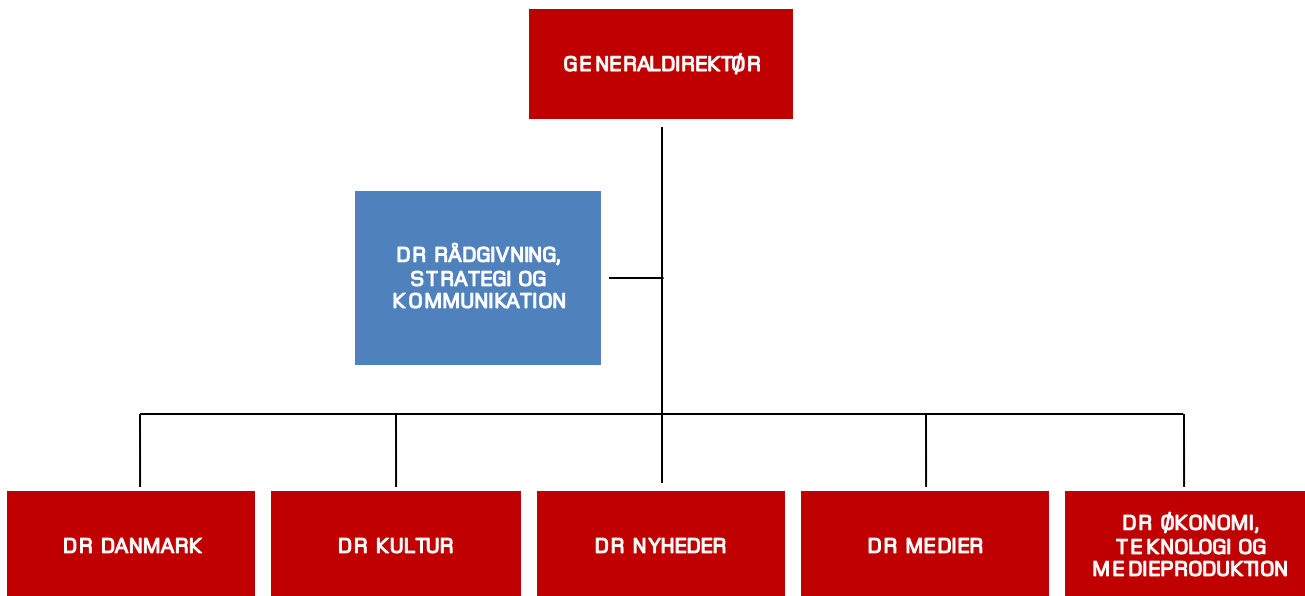 GENERALDIREKTØR
DR RÅDGIVNING,
STRATEGI OG
KOMMUNIKATION
DR DANMARK
DR KULTUR
DR NYHEDER
DR MEDIER
DR ØKONOMI,
TEKNOLOGI OG
MEDIEPRODUKTION